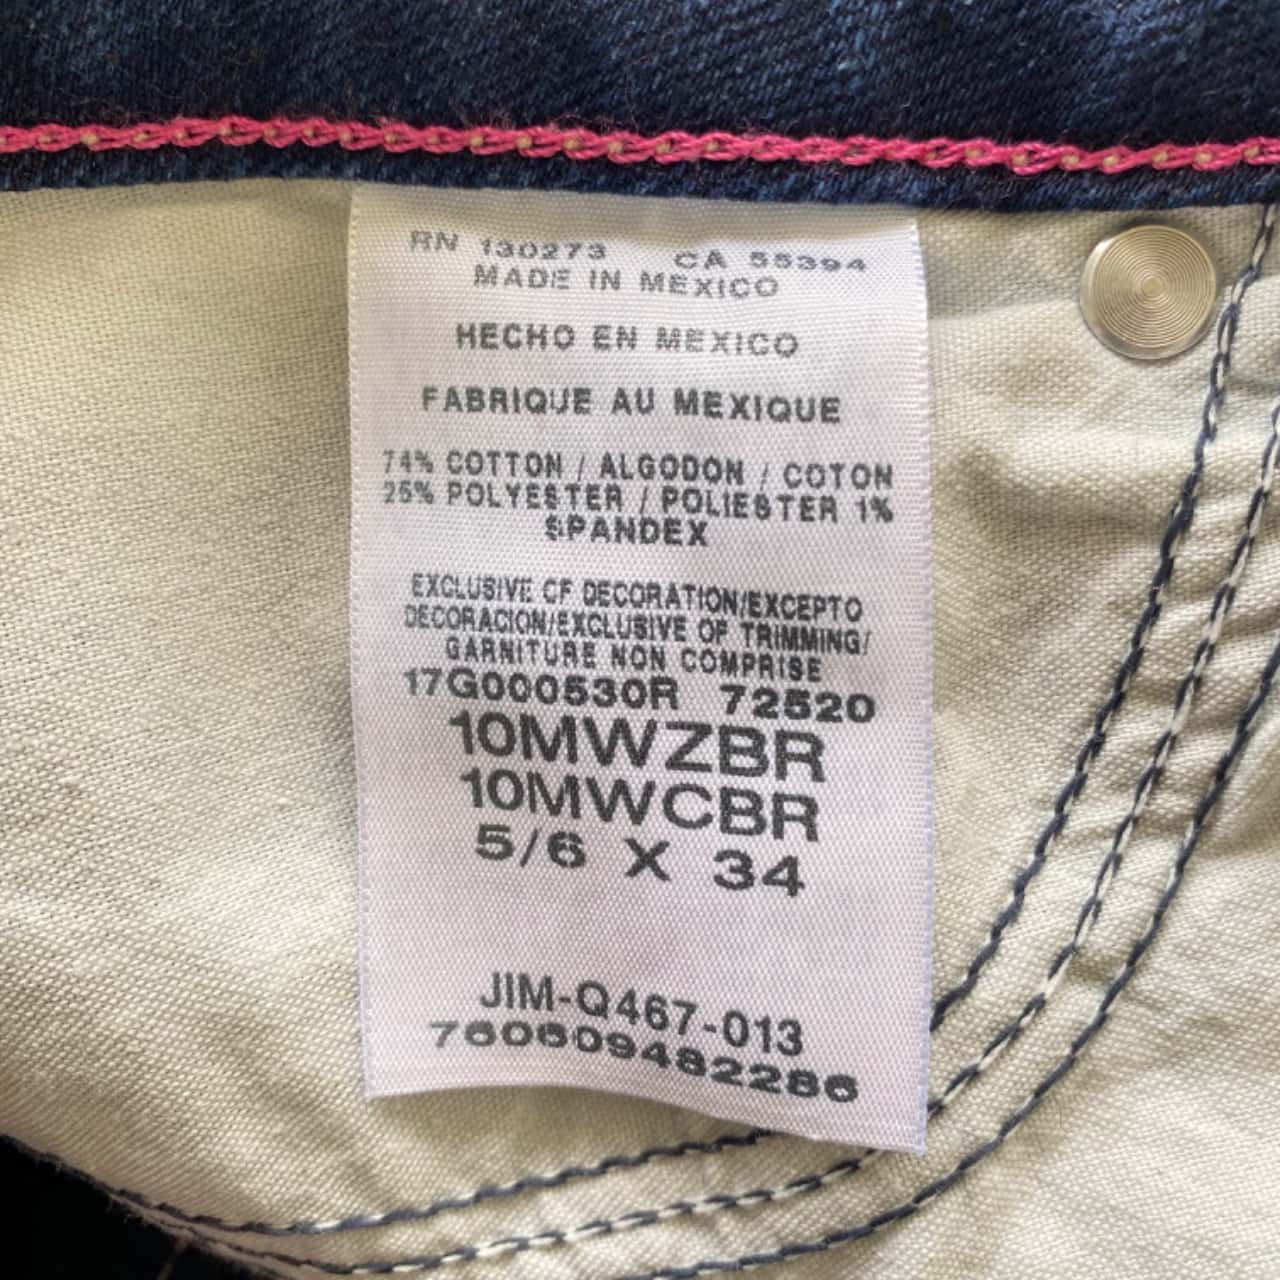 RN 130273 CA 55394
MADE IN MEXICO
HECHO EN MEXICO
FABRIQUE AU MEXIQUE
74% COTTON / ALGODON / COTON
25% POLYESTER / POLIESTER 1%
SPANDEX
EXCLUSIVE OF DECORATION/EXCEPTO
DECORACION/EXCLUSIVE OF TRIMMING/
GARNITURE NON COMPRISE
17G000530R 72520
10MWZBR
10MWCBR
5/6 X 34
JIM-Q467-013
760609482286